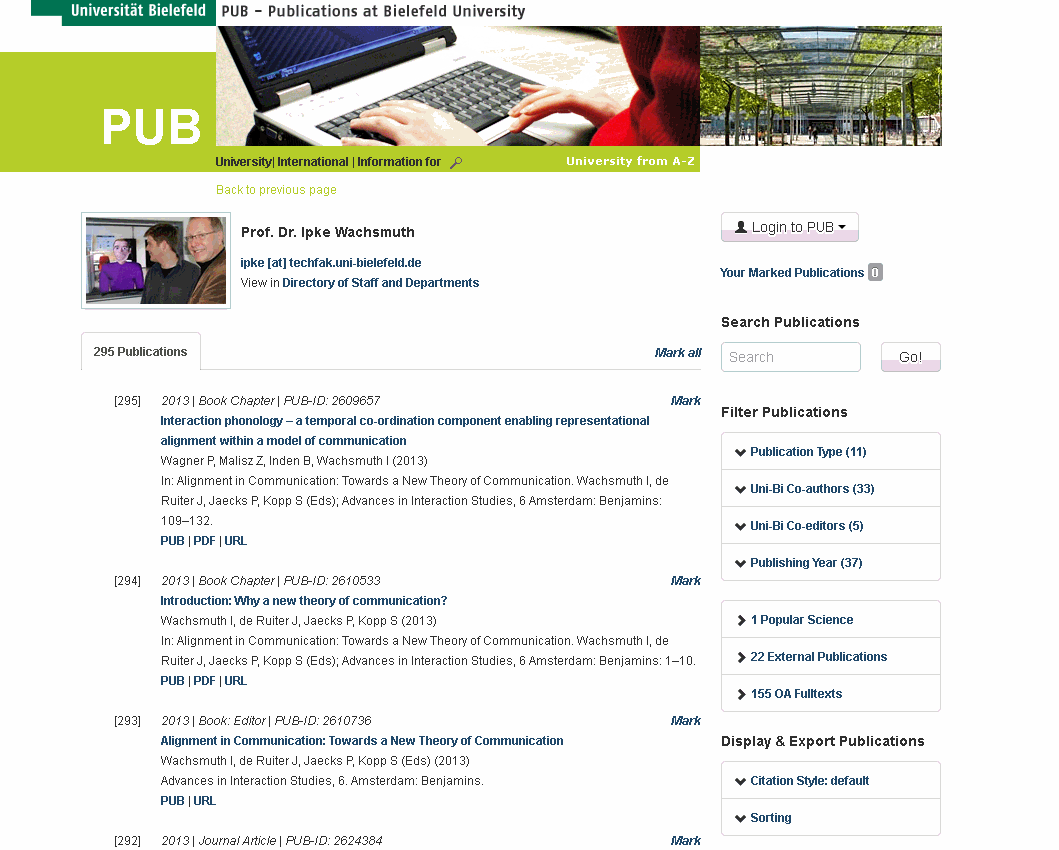 Universität Bielefeld
PUB – Publications at Bielefeld University
PUB
University| International | Information for
University from A-Z
Back to previous page
Prof. Dr. Ipke Wachsmuth
ipke [at] techfak.uni-bielefeld.de
View in Directory of Staff and Departments
295 Publications
Mark all
[295] 2013 | Book Chapter | PUB-ID: 2609657 Mark
Interaction phonology – a temporal co-ordination component enabling representational
alignment within a model of communication
Wagner P, Malisz Z, Inden B, Wachsmuth I (2013)
In: Alignment in Communication: Towards a New Theory of Communication. Wachsmuth I, de
Ruiter J, Jaecks P, Kopp S (Eds); Advances in Interaction Studies, 6 Amsterdam: Benjamins:
109–132.
PUB | PDF | URL
[294] 2013 | Book Chapter | PUB-ID: 2610533 Mark
Introduction: Why a new theory of communication?
Wachsmuth I, de Ruiter J, Jaecks P, Kopp S (2013)
In: Alignment in Communication: Towards a New Theory of Communication. Wachsmuth I, de
Ruiter J, Jaecks P, Kopp S (Eds); Advances in Interaction Studies, 6 Amsterdam: Benjamins: 1–10.
PUB | PDF | URL
[293] 2013 | Book: Editor | PUB-ID: 2610736 Mark
Alignment in Communication: Towards a New Theory of Communication
Wachsmuth I, de Ruiter J, Jaecks P, Kopp S (Eds) (2013)
Advances in Interaction Studies, 6. Amsterdam: Benjamins.
PUB | URL
[292] 2013 | Journal Article | PUB-ID: 2624384 Mark
Login to PUB
Your Marked Publications 0
Search Publications
Search Go!
Filter Publications
Publication Type (11)
Uni-Bi Co-authors (33)
Uni-Bi Co-editors (5)
Publishing Year (37)
1 Popular Science
22 External Publications
155 OA Fulltexts
Display & Export Publications
Citation Style: default
Sorting